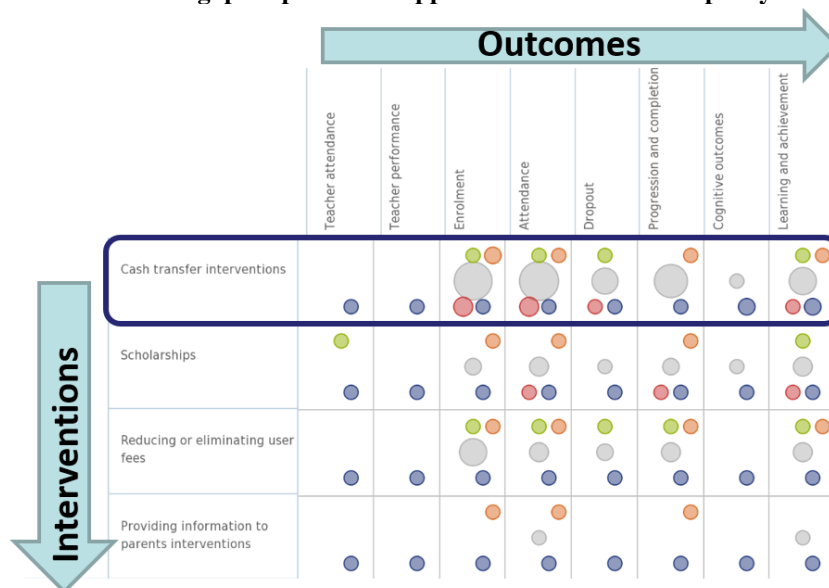 Outcomes
Teacher attendance
Teacher performance
Enrolment
Attendance
Dropout
Progression and completion
Cognitive outcomes
Learning and achievement
Interventions
Cash transfer interventions
Scholarships
Reducing or eliminating user
fees
Providing information to
parents interventions